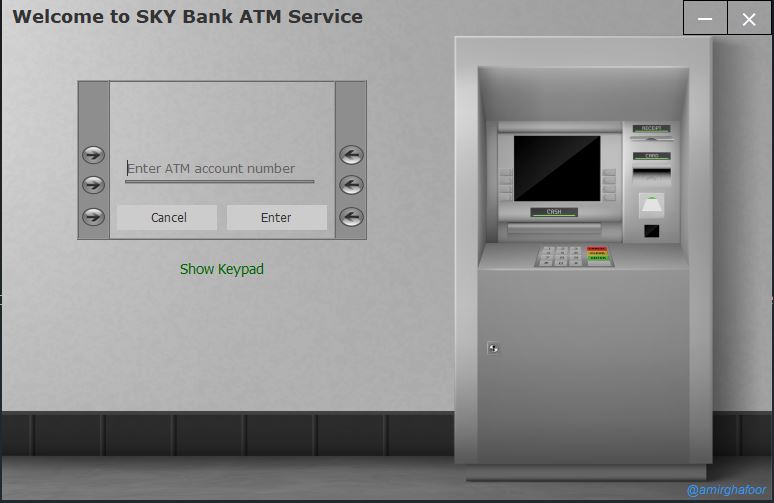 Welcome to SKY Bank ATM Service
Enter ATM account number
Cancel
Enter
Show Keypad
RECEIPT
CARD
CASH
CANCEL
CLEAR
ENTER
@amirghafoor